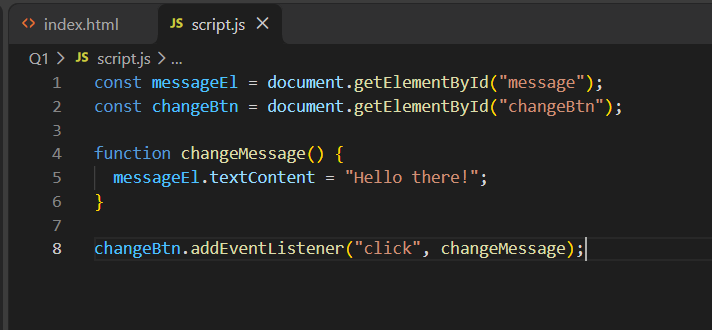 index.html
JS script.js
Q1 > JS script.js > ...
1 const messageEl = document.getElementById("message");
2 const changeBtn = document.getElementById("changeBtn");
3
4 function changeMessage() {
5 messageEl.textContent = "Hello there!";
6 }
7
8 changeBtn.addEventListener("click", changeMessage);